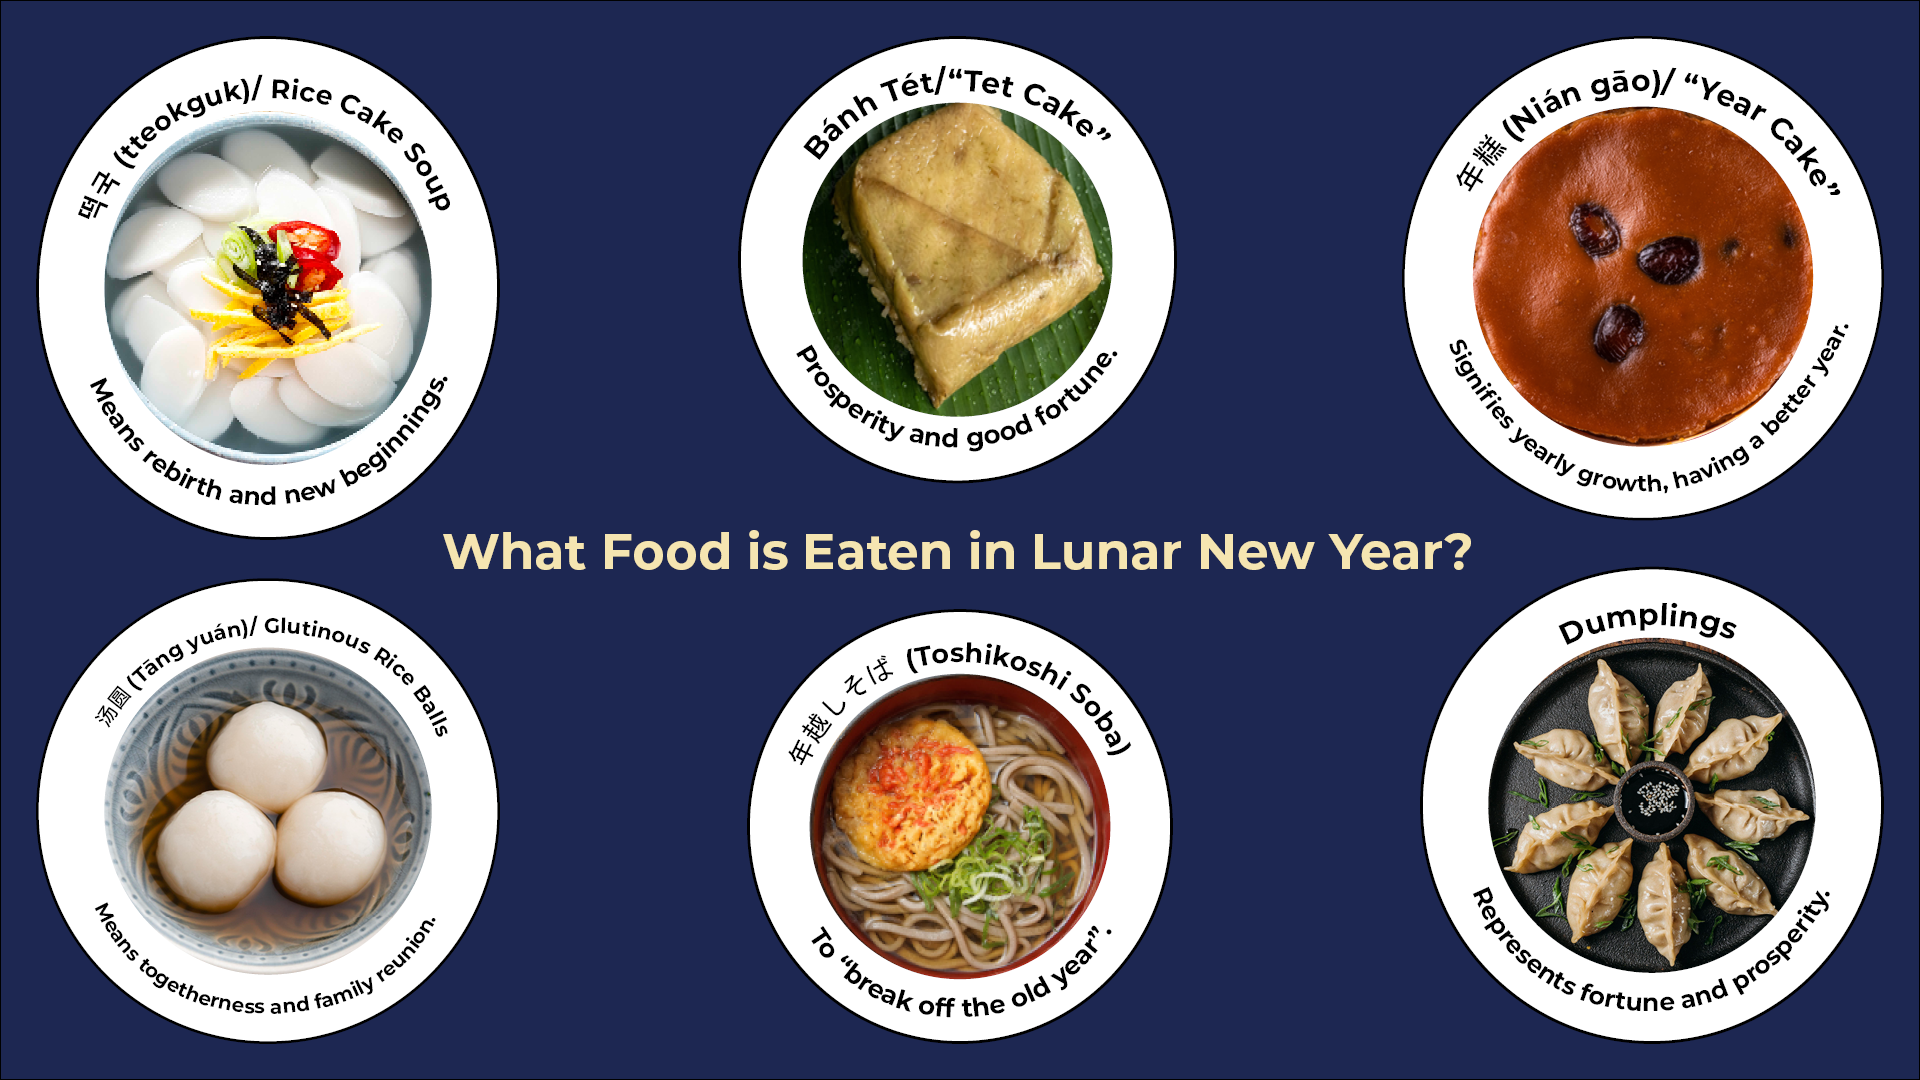 떡국 (tteokguk)/ Rice Cake Soup
Means rebirth and new beginnings.
Bánh Tét/“Tet Cake”
Prosperity and good fortune.
年糕 (Nián gāo)/ “Year Cake”
Signifies yearly growth, having a better year.
What Food is Eaten in Lunar New Year?
汤圆 (Tāng yuán)/ Glutinous Rice Balls
Means togetherness and family reunion.
年越しそば (Toshikoshi Soba)
To “break off the old year”.
Dumplings
Represents fortune and prosperity.